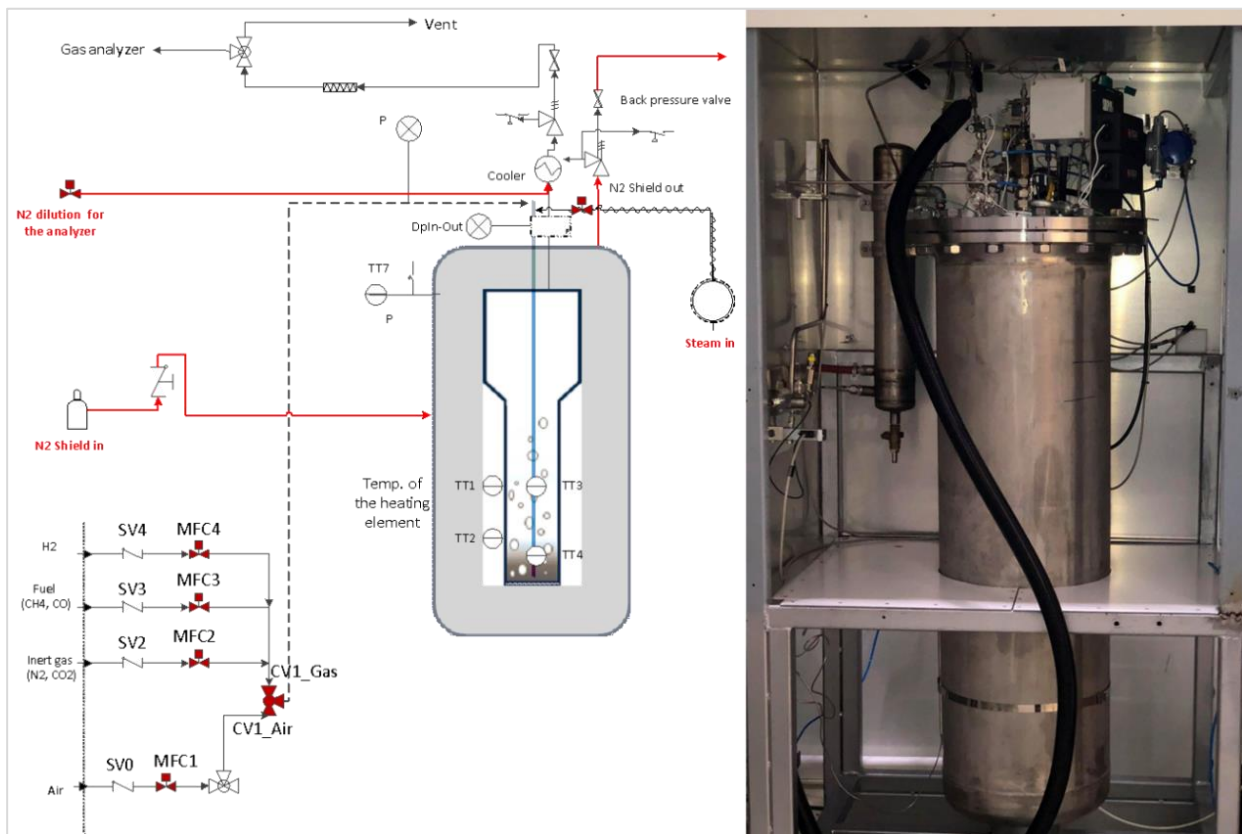 Vent
Gas analyzer
Back pressure valve
P
Cooler
N2 Shield out
N2 dilution for
the analyzer
DpIn-Out
TT7
P
Steam in
N2 Shield in
Temp. of
the heating
element
TT1
TT3
TT2
TT4
SV4
MFC4
H2
SV3
MFC3
Fuel
(CH4, CO)
SV2
MFC2
Inert gas
(N2, CO2)
CV1_Gas
CV1_Air
SV0
MFC1
Air